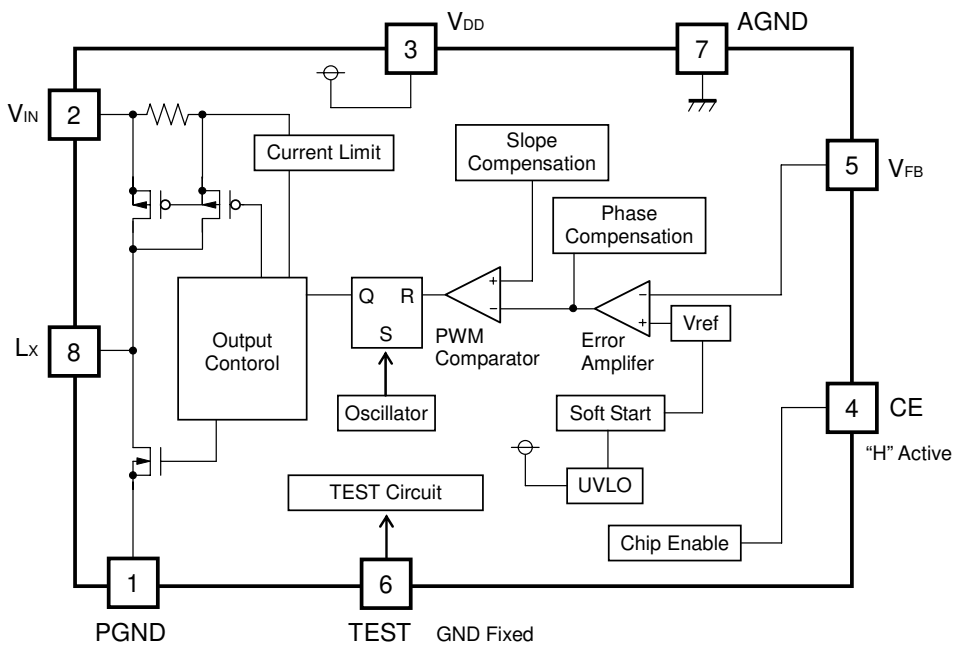 VDD
3
AGND
7
VIN
2
Current Limit
Slope
Compensation
5
VFB
Phase
Compensation
+
−
−
+
Vref
Q
R
S
PWM
Comparator
Error
Amplifer
Output
Contorol
LX
8
Oscillator
Soft Start
4
CE
"H" Active
UVLO
TEST Circuit
Chip Enable
1
PGND
6
TEST
GND Fixed